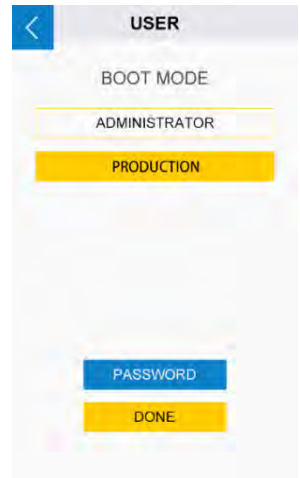 USER
BOOT MODE
ADMINISTRATOR
PRODUCTION
PASSWORD
DONE